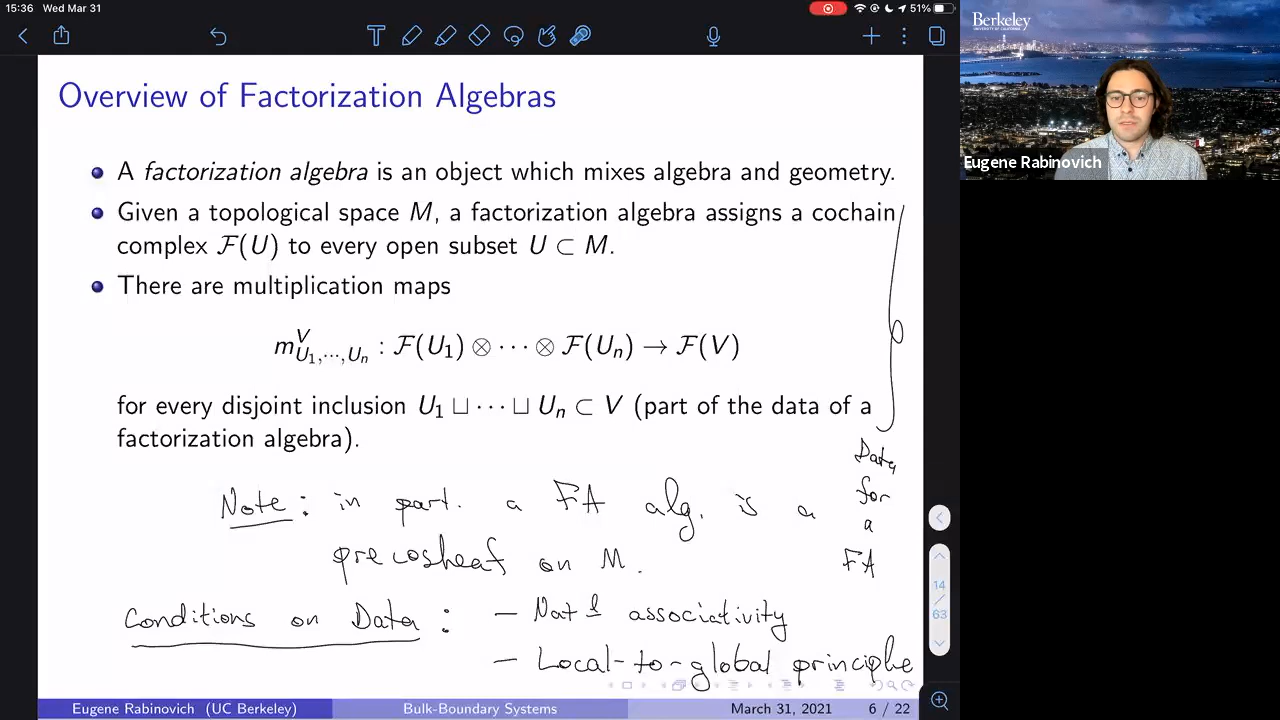 15:36 Wed Mar 31
51%
Overview of Factorization Algebras
A factorization algebra is an object which mixes algebra and geometry.
Given a topological space M, a factorization algebra assigns a cochain
complex F(U) to every open subset U ⊂ M.
There are multiplication maps
m^V_{U_1,⋯,U_n} : F(U_1) ⊗ ⋯ ⊗ F(U_n) → F(V)
for every disjoint inclusion U_1 ⊔ ⋯ ⊔ U_n ⊂ V (part of the data of a
factorization algebra).
Data
for
a
FA
Note: in part. a FA alg. is a
precosheaf on M.
Conditions on Data: – Nat'l associativity
– Local-to-global principle
Eugene Rabinovich (UC Berkeley)
Bulk-Boundary Systems
March 31, 2021
6 / 22
14
/
63
Berkeley
UNIVERSITY OF CALIFORNIA
Eugene Rabinovich